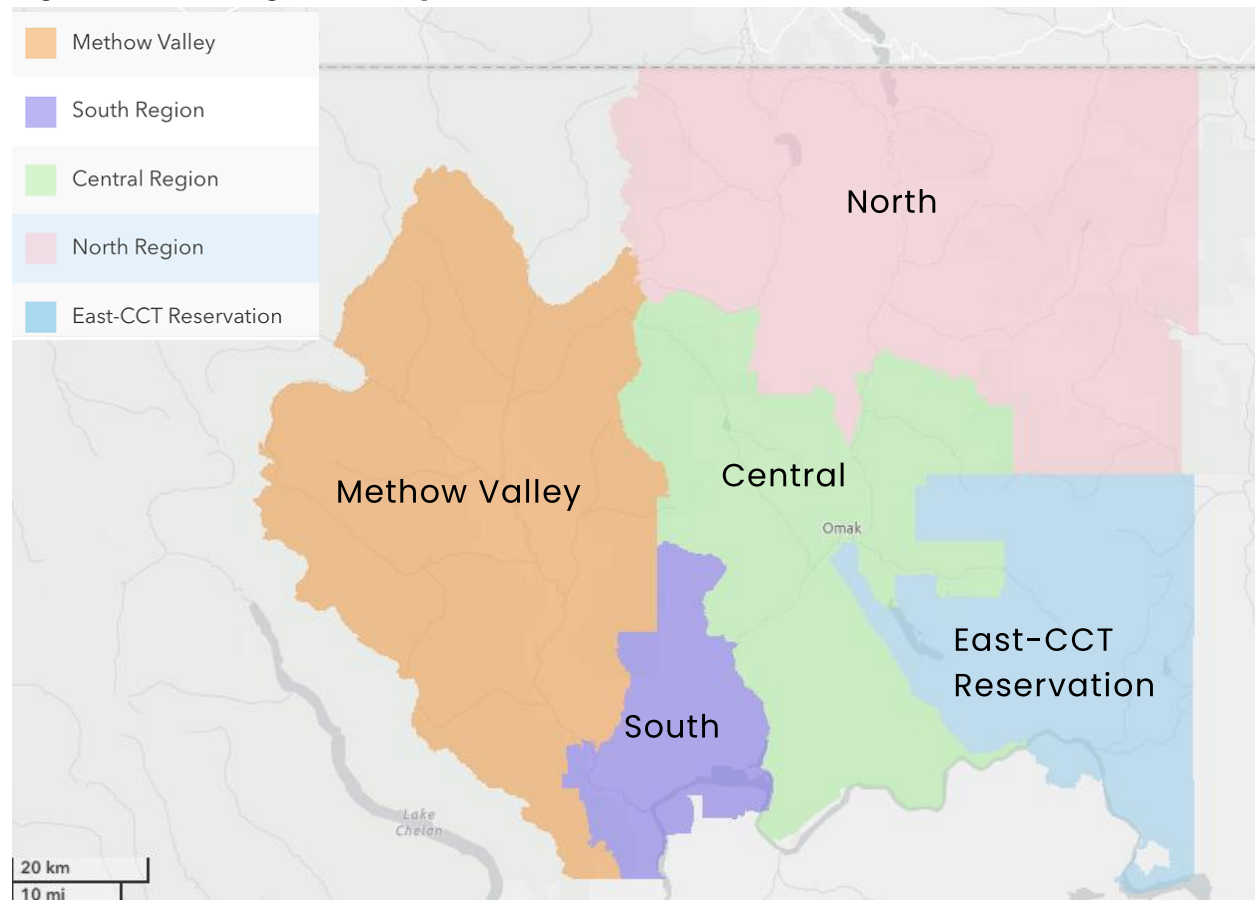 Methow Valley
South Region
Central Region
North Region
East-CCT Reservation
North
Central
Methow Valley
Omak
East-CCT
Reservation
South
Lake
Chelan
20 km
10 mi